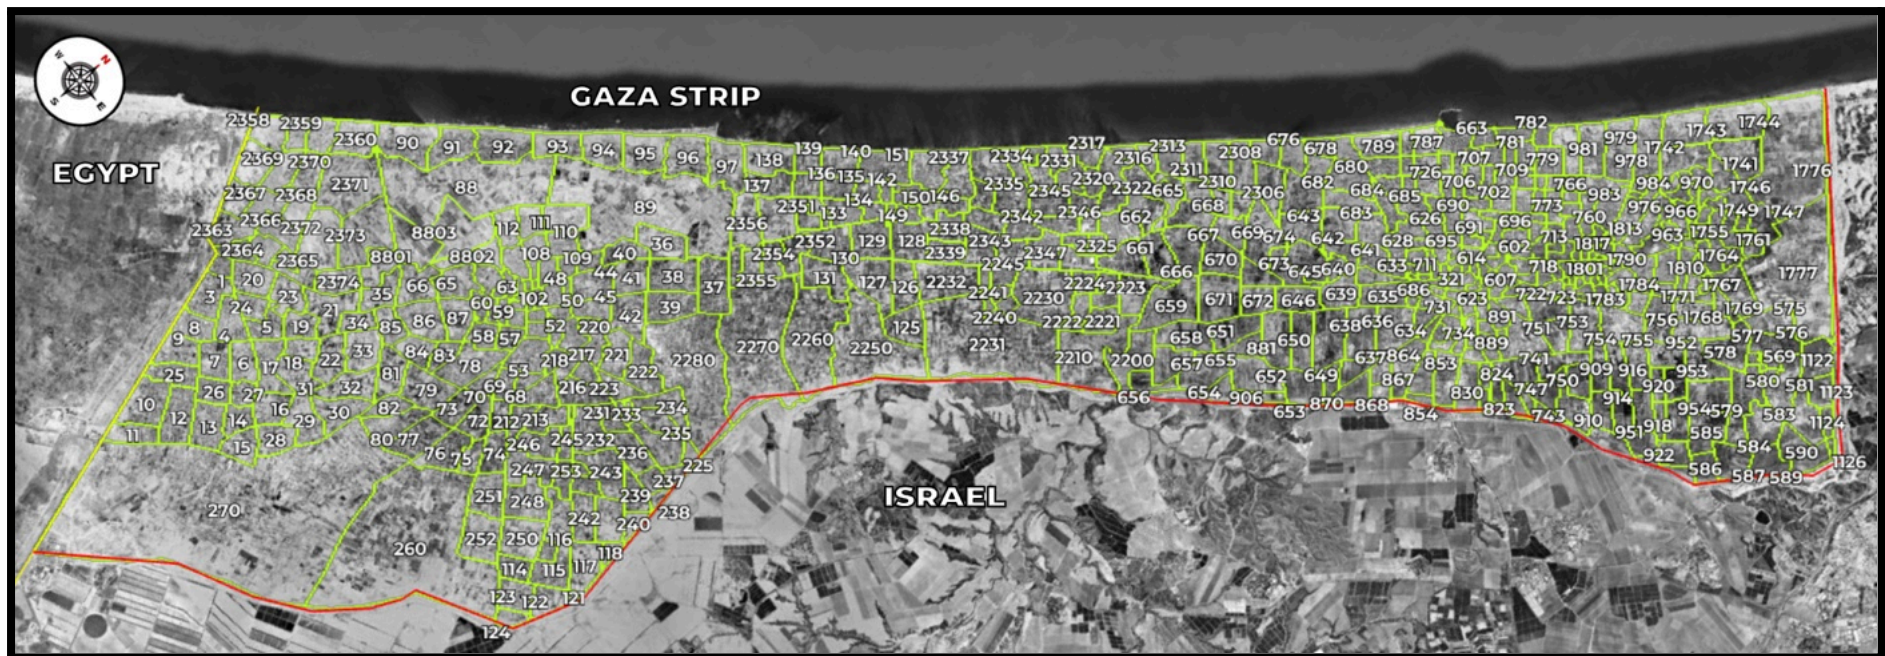 W N S E
GAZA STRIP
EGYPT
ISRAEL
2358 2359 2360 90 91 92 93 94 95 96 97 138 139 140 151 2337 2334 2331 2317 2316 2313 2311 2308 676 678 680 789 787 663 782
707 781 709 779 981 979 978 1742 1743 1744 1741 1776
2369 2370 2371 88 89 137 136 135 142 134 150 146 2335 2345 2320 2322 665 2310 2306 682 684 685 726 706 702 766 983 984 970 1746
2367 2368 2356 2351 133 149 2342 2346 662 668 643 683 626 690 773 760 976 966 1749 1747
2363 2366 2372 2373 8803 112 111 110 36 2352 129 128 2338 2343 2325 661 667 669 674 642 628 695 691 696 713 1817 1813 963 1755 1761
2364 2365 8801 8802 108 109 40 2354 130 2339 2347 2245 666 670 673 645 640 641 633 711 614 602 718 1801 1790 1810 1764 1777
1 20 2374 66 65 63 48 44 41 38 37 2355 131 127 126 2232 2224 2223 321 607 1784 1767
3 24 23 21 35 60 59 102 50 45 42 39 2241 2230 659 671 672 646 639 635 686 731 623 722 723 1783 1771 1769 575
8 4 5 19 34 85 86 87 58 57 52 220 125 2240 2222 2221 658 651 638 636 634 734 891 751 753 756 1768 577 576
9 7 6 17 18 22 33 84 83 78 218 217 221 2280 2270 2260 2250 2231 2210 2200 657 655 881 650 637 864 853 889 741 754 755 952 578 569 1122
25 26 27 31 32 81 79 69 53 216 223 222 652 649 867 824 909 916 953 580 581
10 12 13 14 16 29 30 82 73 70 68 231 233 234 656 654 906 653 870 868 854 830 823 747 750 743 914 920 954 579 583 1123
11 15 28 80 77 72 212 213 245 232 235 910 951 918 585 584 1124
76 75 74 246 236 225 922 586 587 589 590 1126
270 251 247 253 243 237
260 248 239 238
252 250 242 240
116 118
114 115 117
123 122 121
124